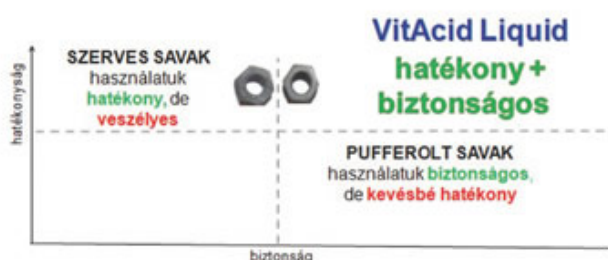 VitAcid Liquid
hatékony +
biztonságos
SZERVES SAVAK
használatuk
hatékony, de
veszélyes
hatékonyság
PUFFEROLT SAVAK
használatuk biztonságos,
de kevésbé hatékony
biztonság